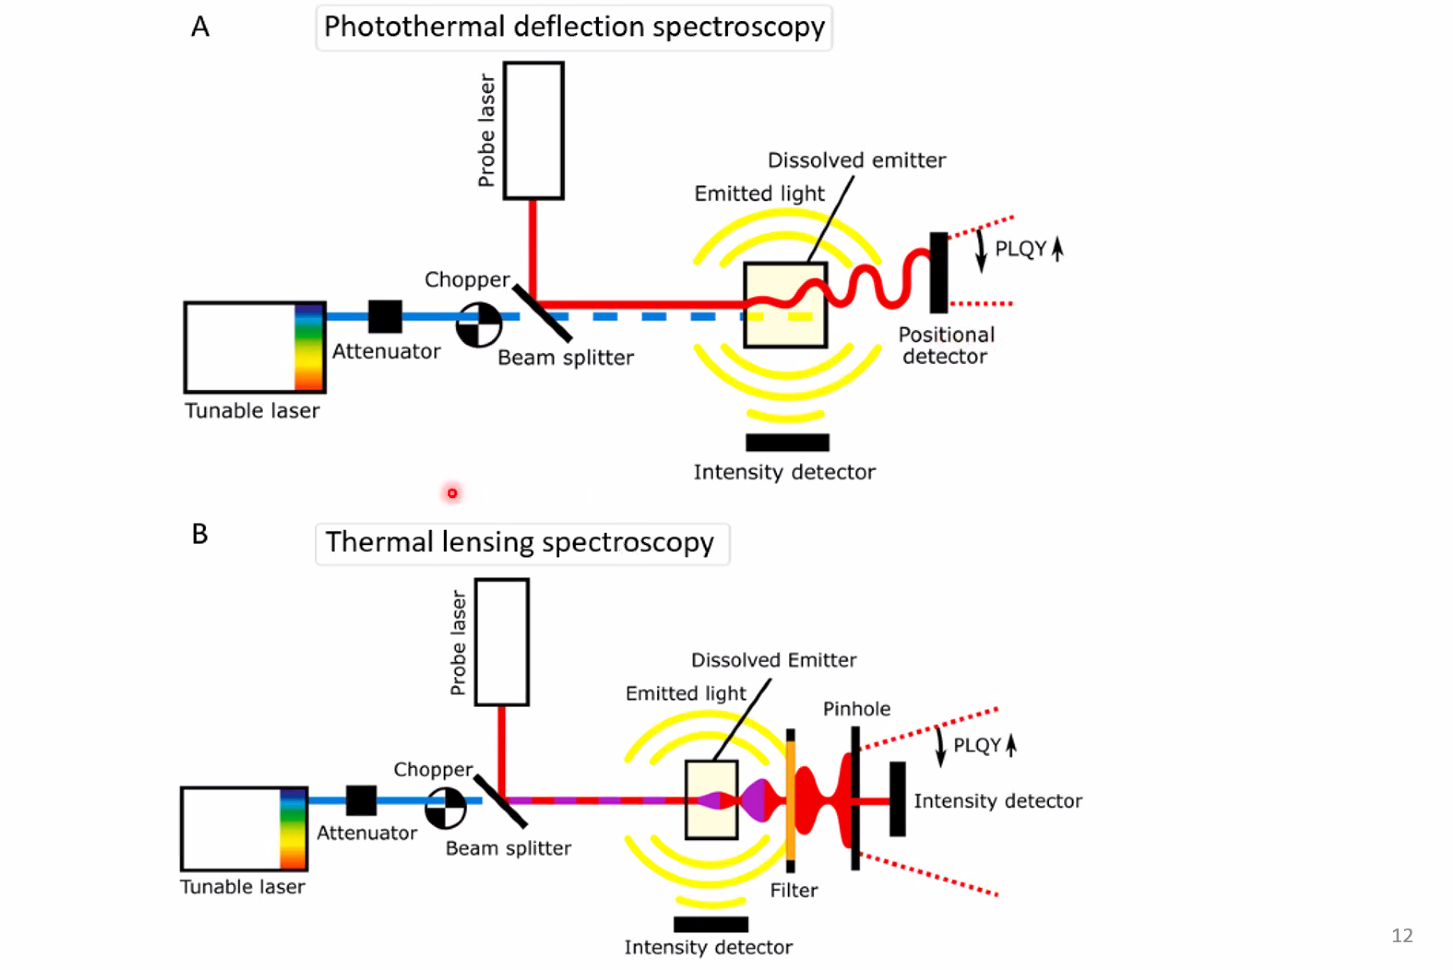 A
Photothermal deflection spectroscopy
Probe laser
Dissolved emitter
Emitted light
PLQY
Chopper
Attenuator
Beam splitter
Positional
detector
Tunable laser
Intensity detector
B
Thermal lensing spectroscopy
Probe laser
Dissolved Emitter
Emitted light
Pinhole
PLQY
Chopper
Intensity detector
Attenuator
Beam splitter
Tunable laser
Filter
Intensity detector
12